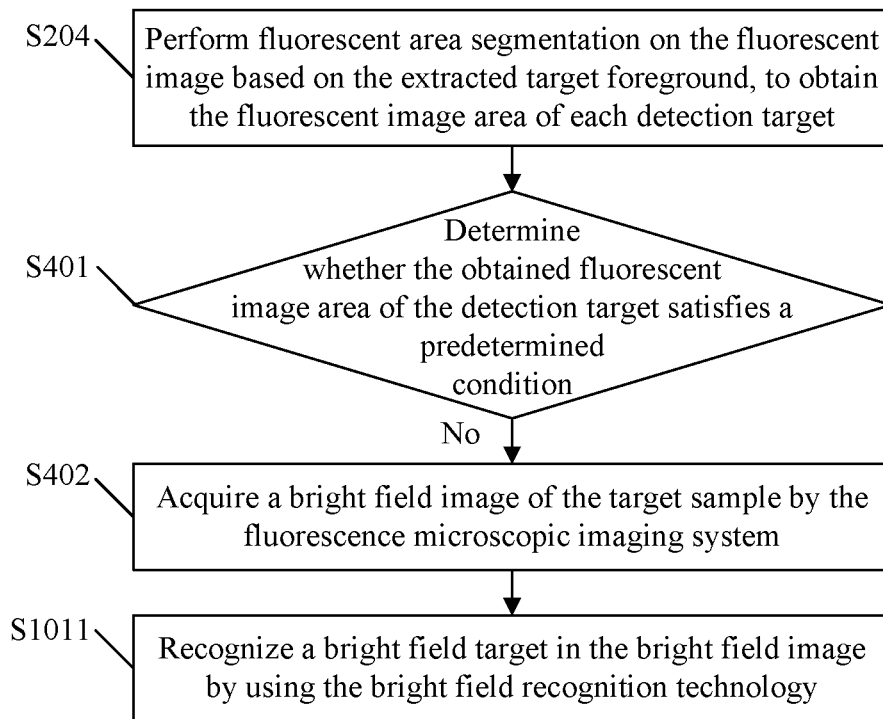 S204
Perform fluorescent area segmentation on the fluorescent
image based on the extracted target foreground, to obtain
the fluorescent image area of each detection target
S401
Determine
whether the obtained fluorescent
image area of the detection target satisfies a
predetermined
condition
No
S402
Acquire a bright field image of the target sample by the
fluorescence microscopic imaging system
S1011
Recognize a bright field target in the bright field image
by using the bright field recognition technology